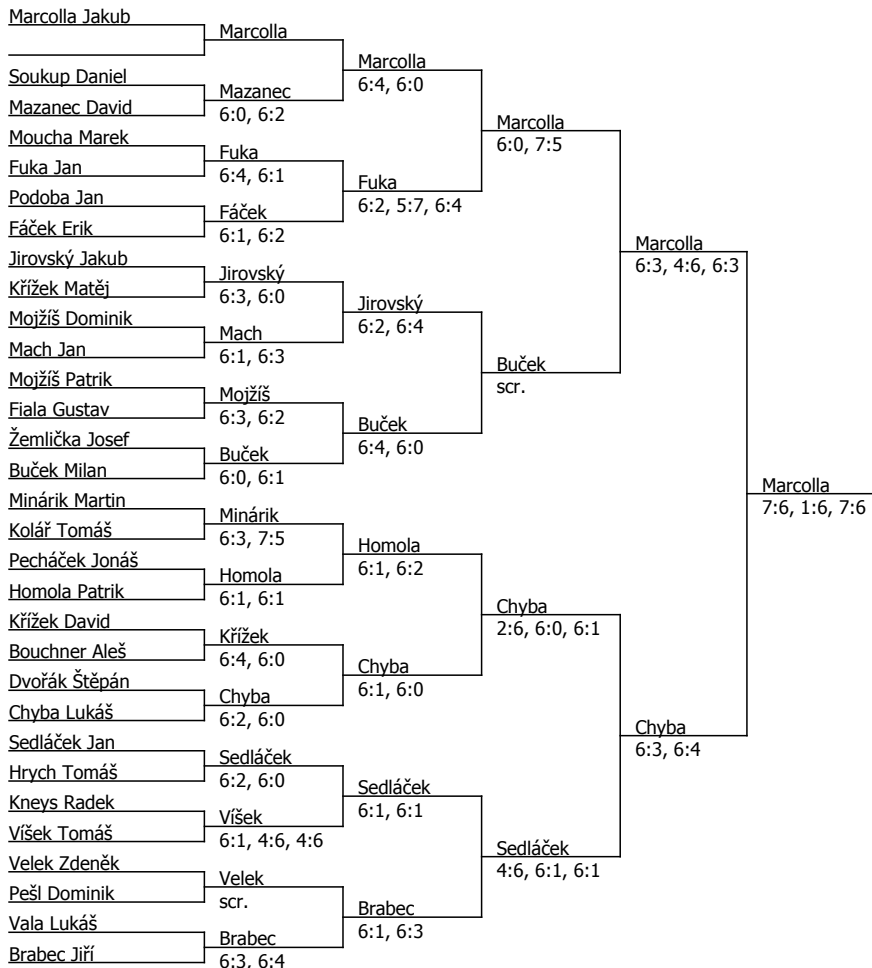 Marcolla Jakub
Marcolla
Marcolla
6:4, 6:0
Soukup Daniel
Mazanec
6:0, 6:2
Mazanec David
Marcolla
6:0, 7:5
Moucha Marek
Fuka
6:4, 6:1
Fuka Jan
Fuka
6:2, 5:7, 6:4
Podoba Jan
Fáček
6:1, 6:2
Fáček Erik
Marcolla
6:3, 4:6, 6:3
Jirovský Jakub
Jirovský
6:3, 6:0
Křížek Matěj
Jirovský
6:2, 6:4
Mojžíš Dominik
Mach
6:1, 6:3
Mach Jan
Buček
scr.
Mojžíš Patrik
Mojžíš
6:3, 6:2
Fiala Gustav
Buček
6:4, 6:0
Žemlička Josef
Buček
6:0, 6:1
Buček Milan
Marcolla
7:6, 1:6, 7:6
Minárik Martin
Minárik
6:3, 7:5
Kolář Tomáš
Homola
6:1, 6:2
Pecháček Jonáš
Homola
6:1, 6:1
Homola Patrik
Chyba
2:6, 6:0, 6:1
Křížek David
Křížek
6:4, 6:0
Bouchner Aleš
Chyba
6:1, 6:0
Dvořák Štěpán
Chyba
6:2, 6:0
Chyba Lukáš
Chyba
6:3, 6:4
Sedláček Jan
Sedláček
6:2, 6:0
Hrych Tomáš
Sedláček
6:1, 6:1
Kneys Radek
Víšek
6:1, 4:6, 4:6
Víšek Tomáš
Sedláček
4:6, 6:1, 6:1
Velek Zdeněk
Velek
scr.
Pešl Dominik
Brabec
6:1, 6:3
Vala Lukáš
Brabec
6:3, 6:4
Brabec Jiří